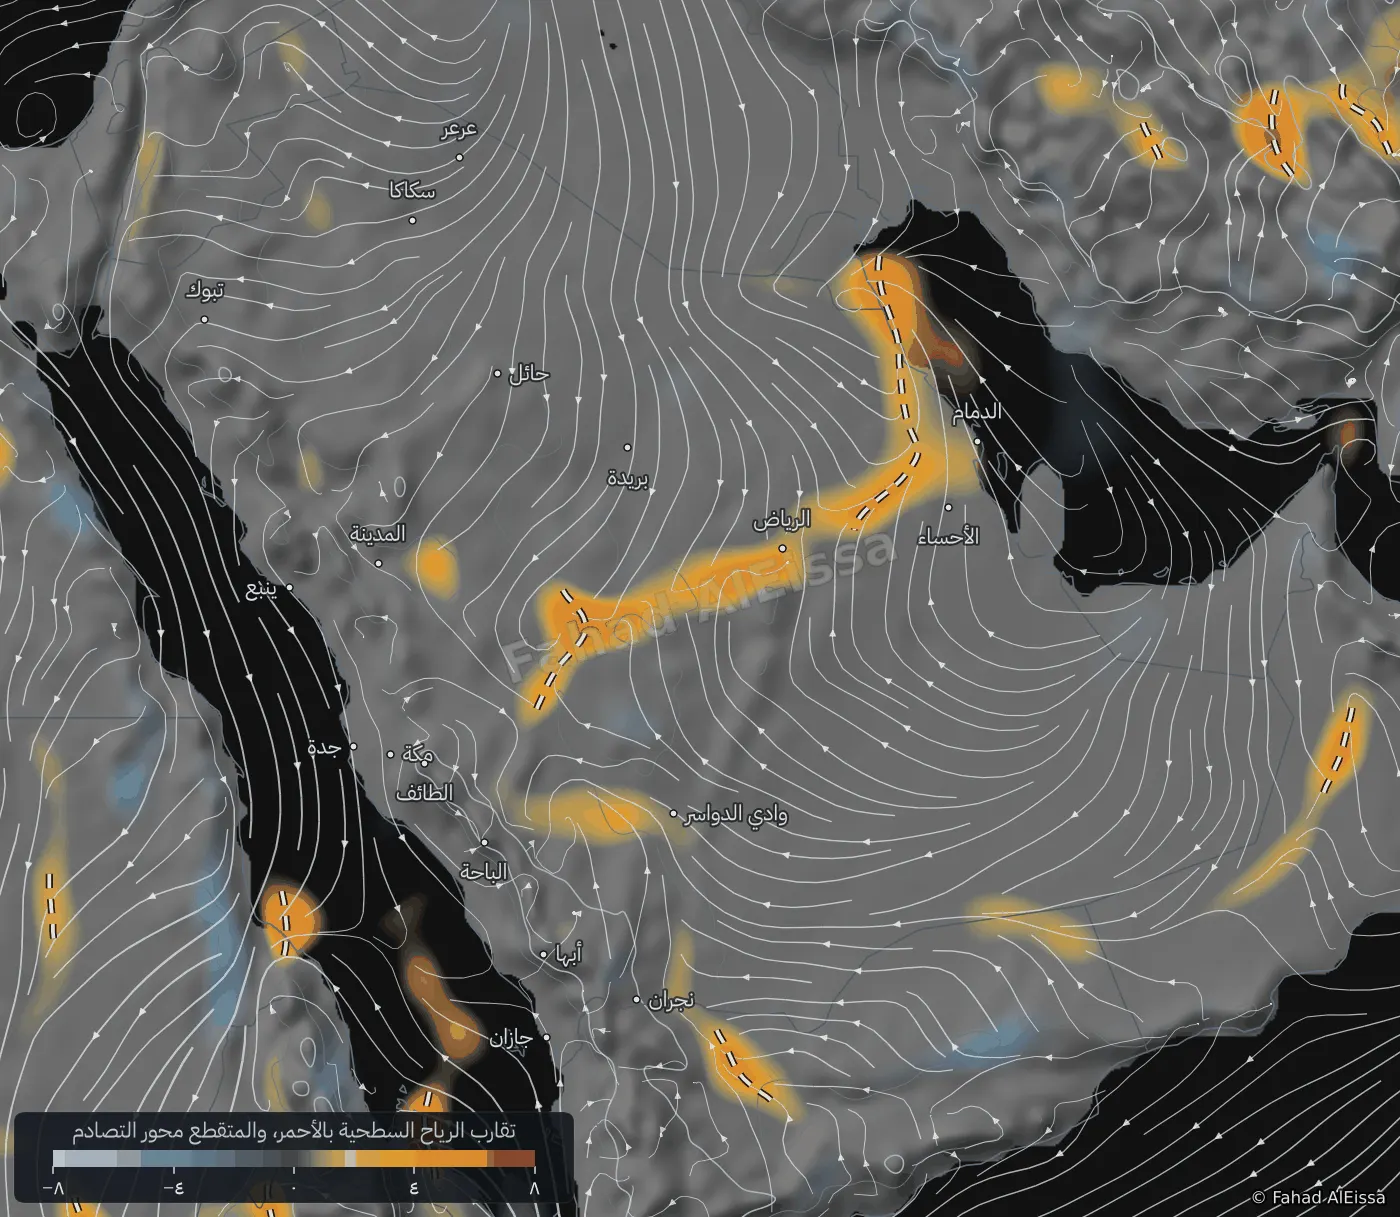 عرعر
سكاكا
تبوك
حائل
الدمام
بريدة
الرياض
الأحساء
المدينة
ينبع
Fahad AlEissa
جدة
مكة
الطائف
وادي الدواسر
الباحة
أبها
نجران
جازان
تقارب الرياح السطحية بالأحمر، والمتقطع محور التصادم
−٨ −٤ ٠ ٤ ٨
© Fahad AlEissa